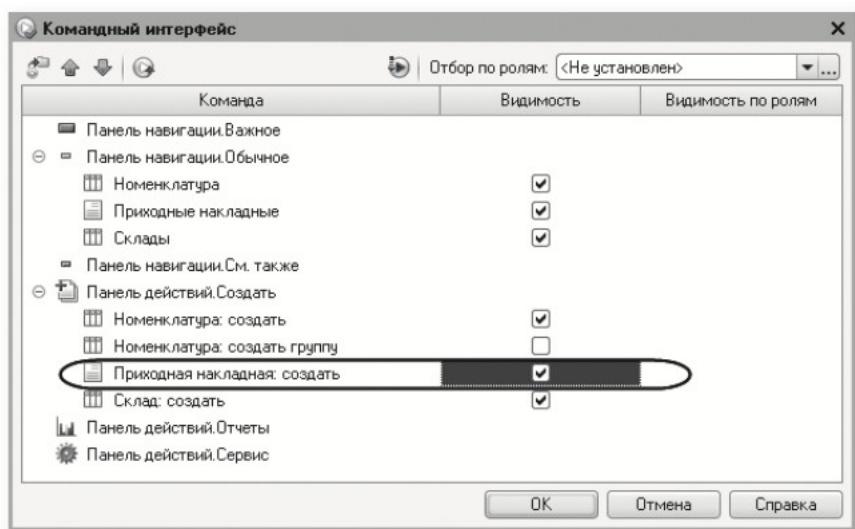 Командный интерфейс
Отбор по ролям: <Не установлен>
Команда Видимость Видимость по ролям
Панель навигации.Важное
Панель навигации.Обычное
Номенклатура
Приходные накладные
Склады
Панель навигации.См. также
Панель действий.Создать
Номенклатура: создать
Номенклатура: создать группу
Приходная накладная: создать
Склад: создать
Панель действий.Отчеты
Панель действий.Сервис
OK Отмена Справка